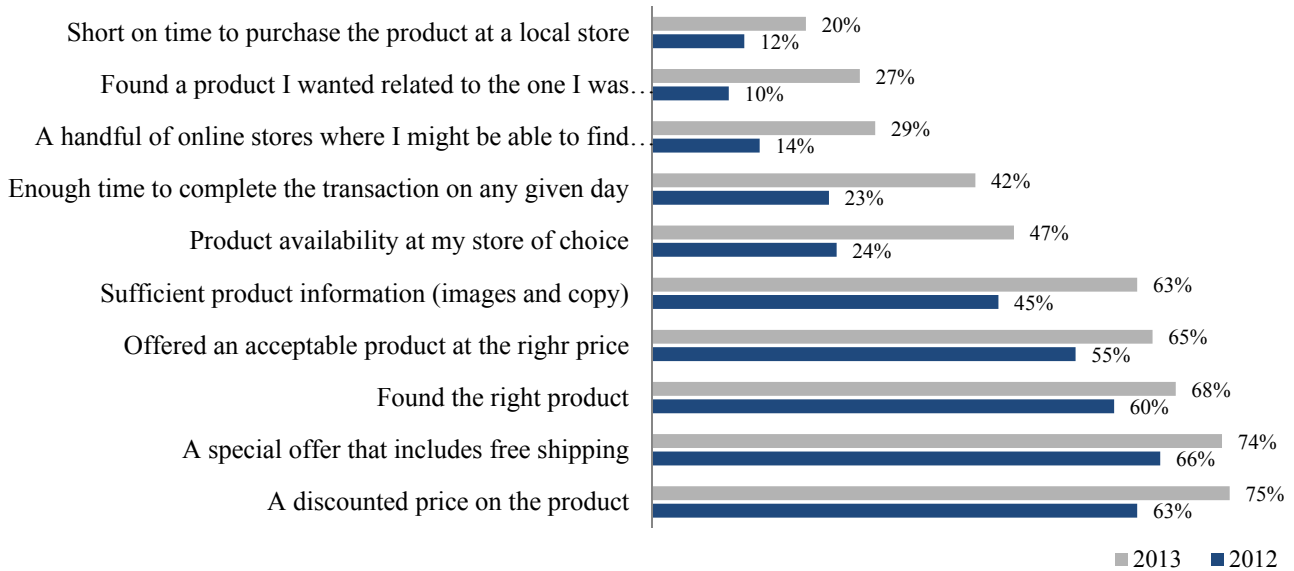 Short on time to purchase the product at a local store
20%
12%
Found a product I wanted related to the one I was…
27%
10%
A handful of online stores where I might be able to find…
29%
14%
Enough time to complete the transaction on any given day
42%
23%
Product availability at my store of choice
47%
24%
Sufficient product information (images and copy)
63%
45%
Offered an acceptable product at the righr price
65%
55%
Found the right product
68%
60%
A special offer that includes free shipping
74%
66%
A discounted price on the product
75%
63%
2013 2012